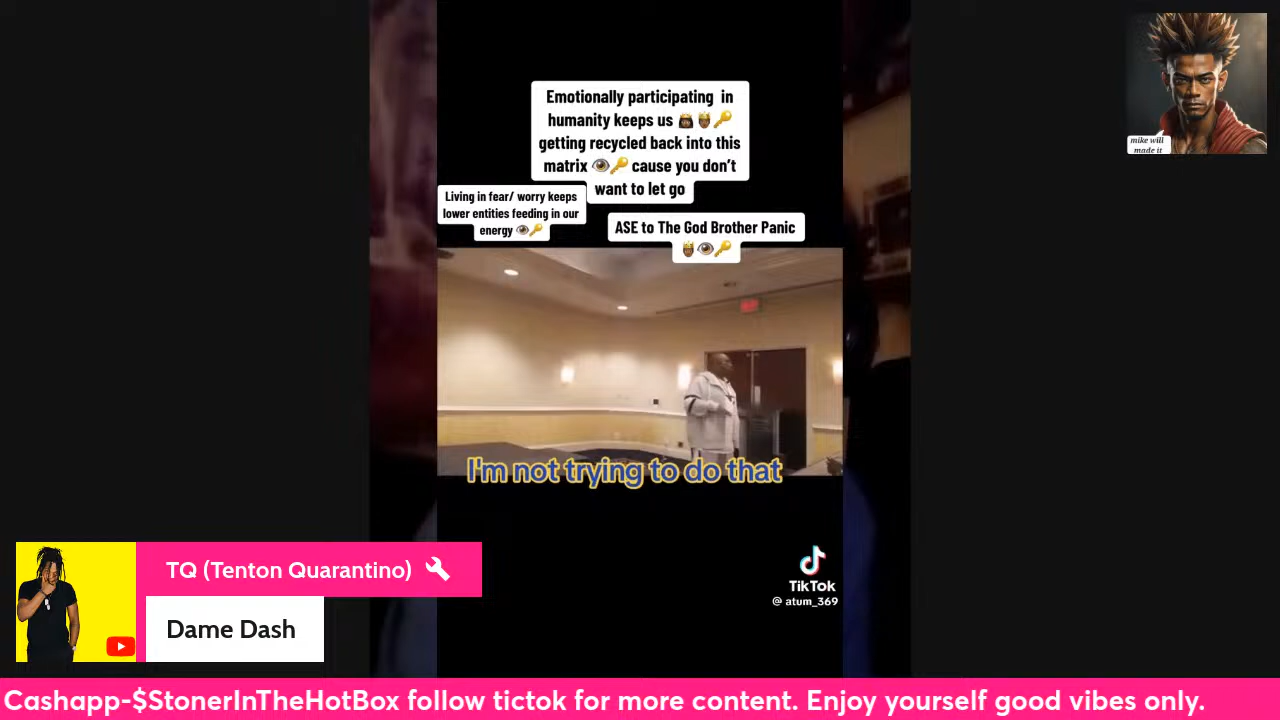 Emotionally participating in
humanity keeps us 👸🏿🤴🏽🔑
getting recycled back into this
matrix 👁️🔑 cause you don't
want to let go
Living in fear/ worry keeps
lower entities feeding in our
energy 👁️🔑
ASE to The God Brother Panic
🤴🏽👁️🔑
I'm not trying to do that
TikTok
@ atum_369
mike will
made it
TQ (Tenton Quarantino)
Dame Dash
Cashapp-$StonerInTheHotBox follow tictok for more content. Enjoy yourself good vibes only.